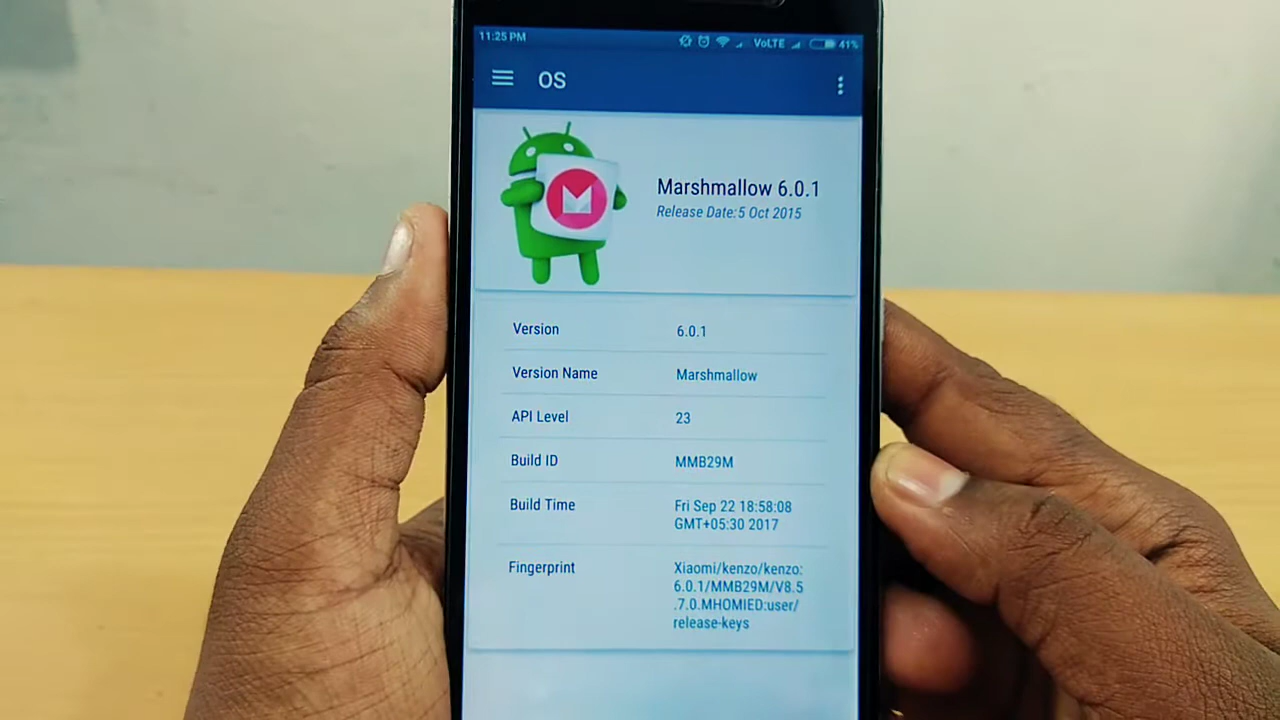 11:25 PM VoLTE 41%
OS
Marshmallow 6.0.1
Release Date:5 Oct 2015
Version 6.0.1
Version Name Marshmallow
API Level 23
Build ID MMB29M
Build Time Fri Sep 22 18:58:08
GMT+05:30 2017
Fingerprint Xiaomi/kenzo/kenzo:
6.0.1/MMB29M/V8.5
.7.0.MHOMIED:user/
release-keys